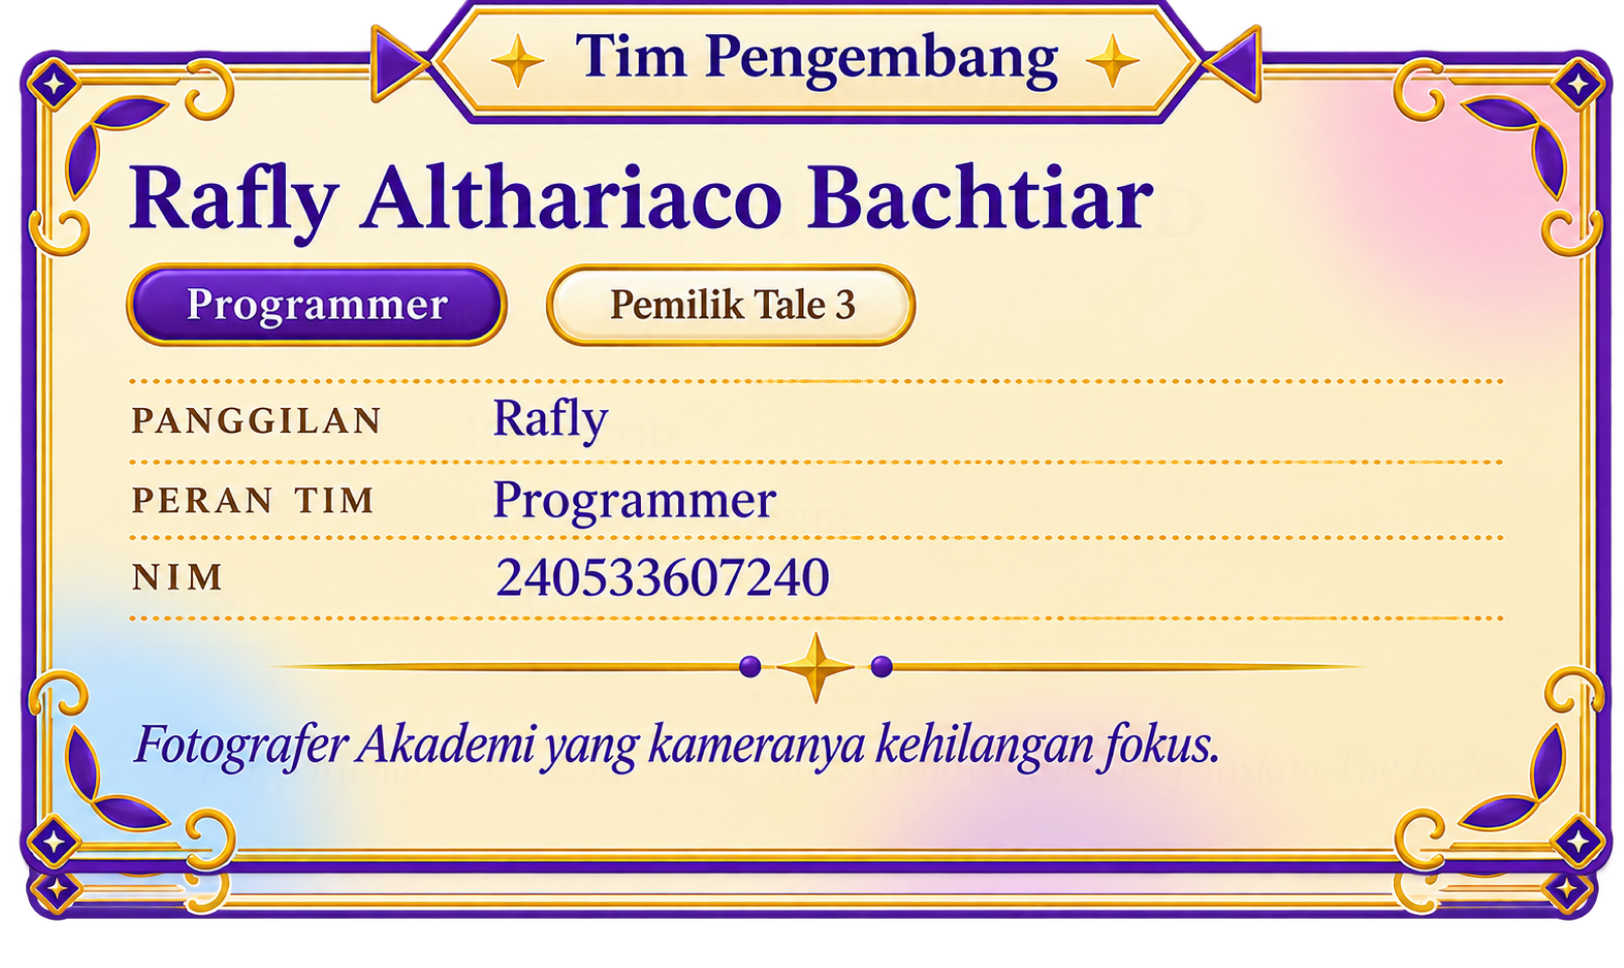 Tim Pengembang
Rafly Althariaco Bachtiar
Programmer
Pemilik Tale 3
PANGGILAN Rafly
PERAN TIM Programmer
NIM 240533607240
Fotografer Akademi yang kameranya kehilangan fokus.